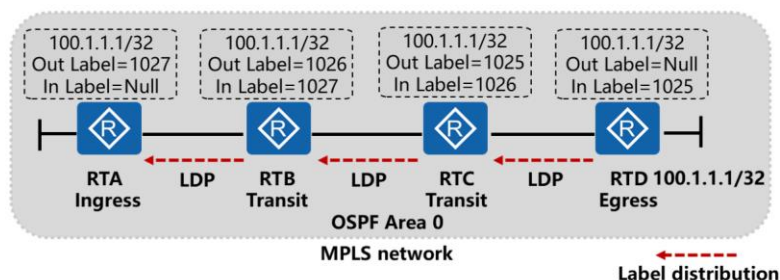 100.1.1.1/32
Out Label=1027
In Label=Null
100.1.1.1/32
Out Label=1026
In Label=1027
100.1.1.1/32
Out Label=1025
In Label=1026
100.1.1.1/32
Out Label=Null
In Label=1025
R
R
R
R
RTA
Ingress
LDP
RTB
Transit
LDP
RTC
Transit
LDP
RTD 100.1.1.1/32
Egress
OSPF Area 0
MPLS network
Label distribution